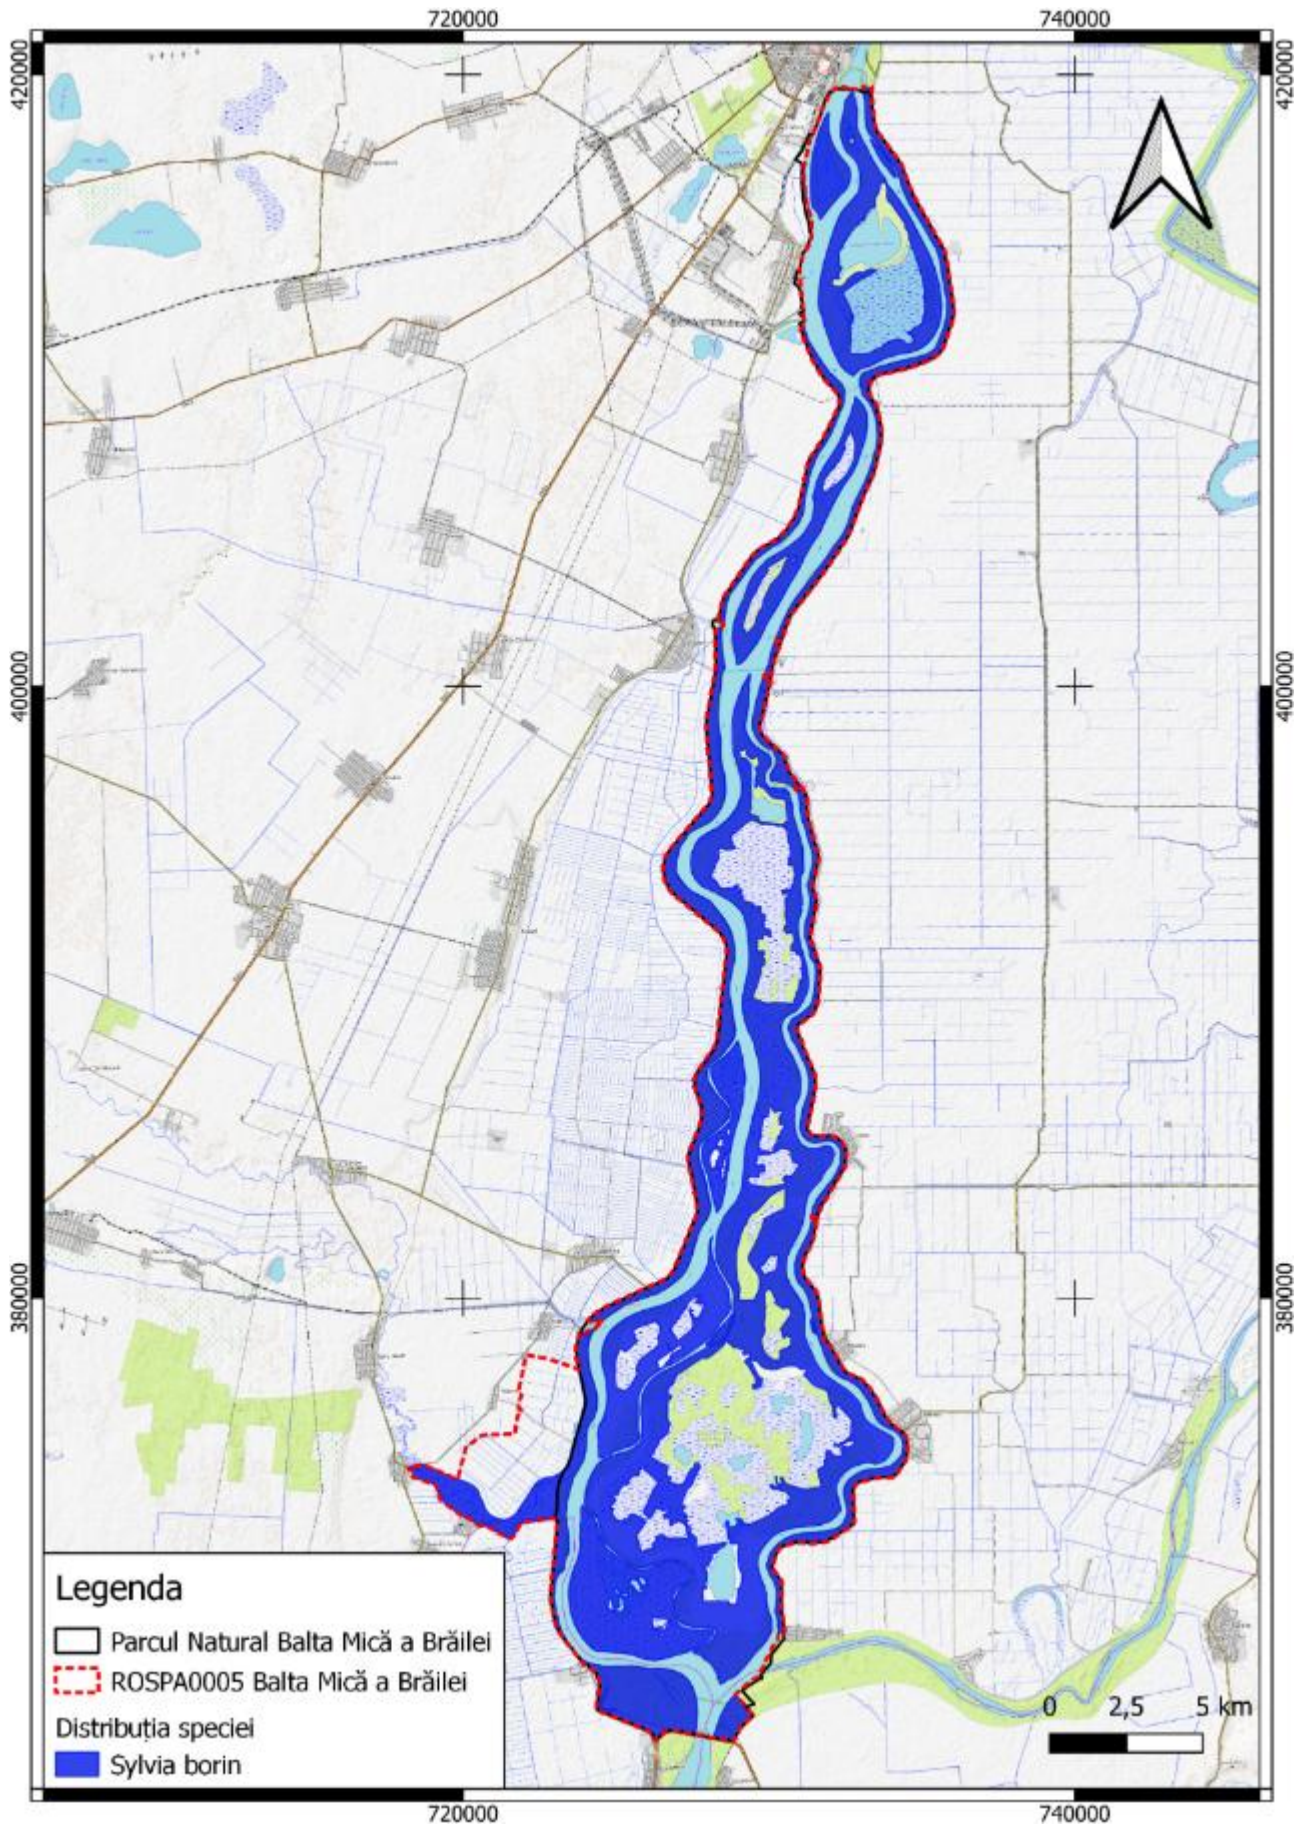 720000
740000
420000
420000
400000
400000
380000
380000
Legenda
Parcul Natural Balta Mică a Brăilei
ROSPA0005 Balta Mică a Brăilei
Distribuția speciei
Sylvia borin
0 2,5 5 km
720000
740000